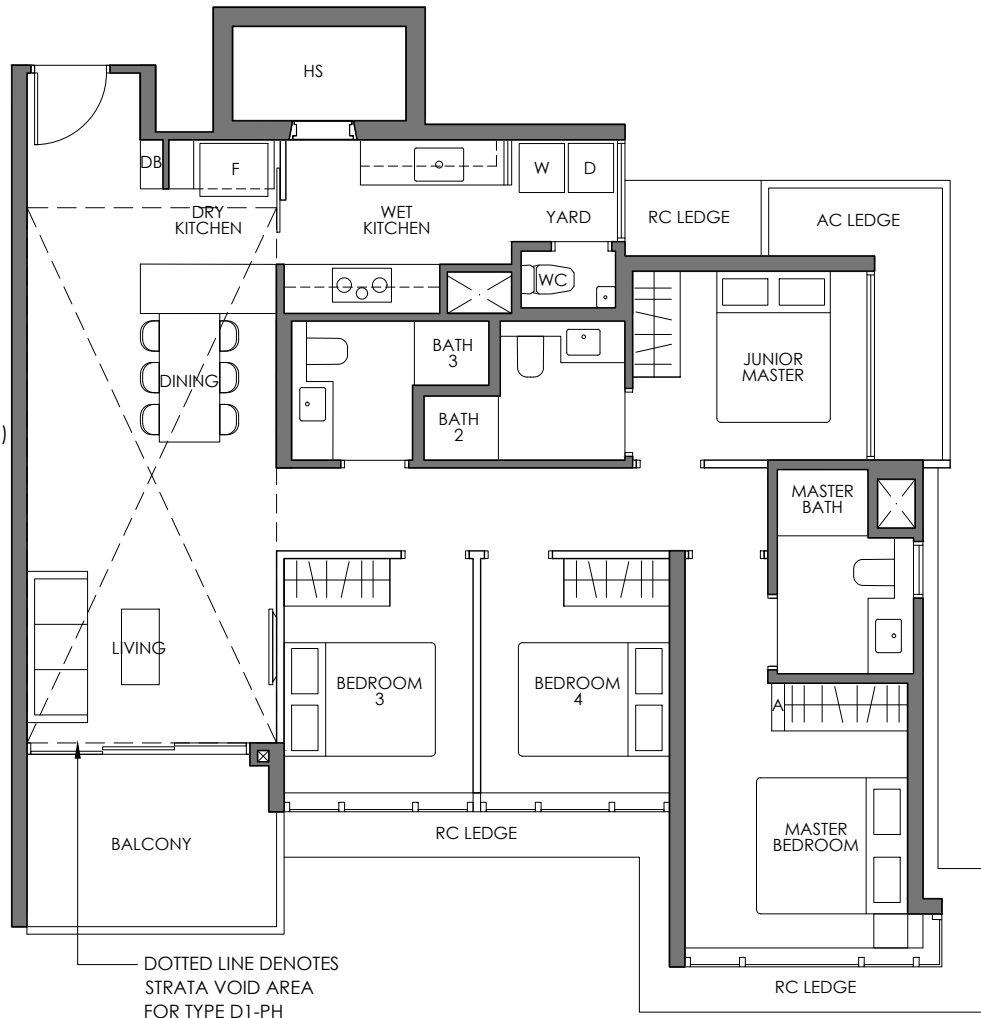 HS
DB
F
W
D
DRY
KITCHEN
WET
KITCHEN
YARD
RC LEDGE
AC LEDGE
WC
BATH
3
JUNIOR
MASTER
DINING
BATH
2
)
MASTER
BATH
LIVING
BEDROOM
3
BEDROOM
4
A
RC LEDGE
BALCONY
MASTER
BEDROOM
DOTTED LINE DENOTES
STRATA VOID AREA
FOR TYPE D1-PH
RC LEDGE